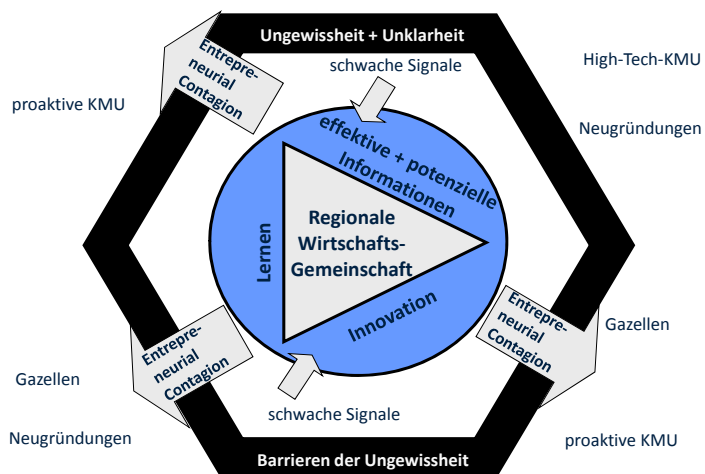 Ungewissheit + Unklarheit
Entrepre-
neurial
Contagion
schwache Signale
High-Tech-KMU
proaktive KMU
Neugründungen
effektive + potenzielle
Informationen
Regionale
Wirtschafts-
Gemeinschaft
Lernen
Innovation
Entrepre-
neurial
Contagion
Gazellen
Entrepre-
neurial
Contagion
Gazellen
schwache Signale
Neugründungen
proaktive KMU
Barrieren der Ungewissheit